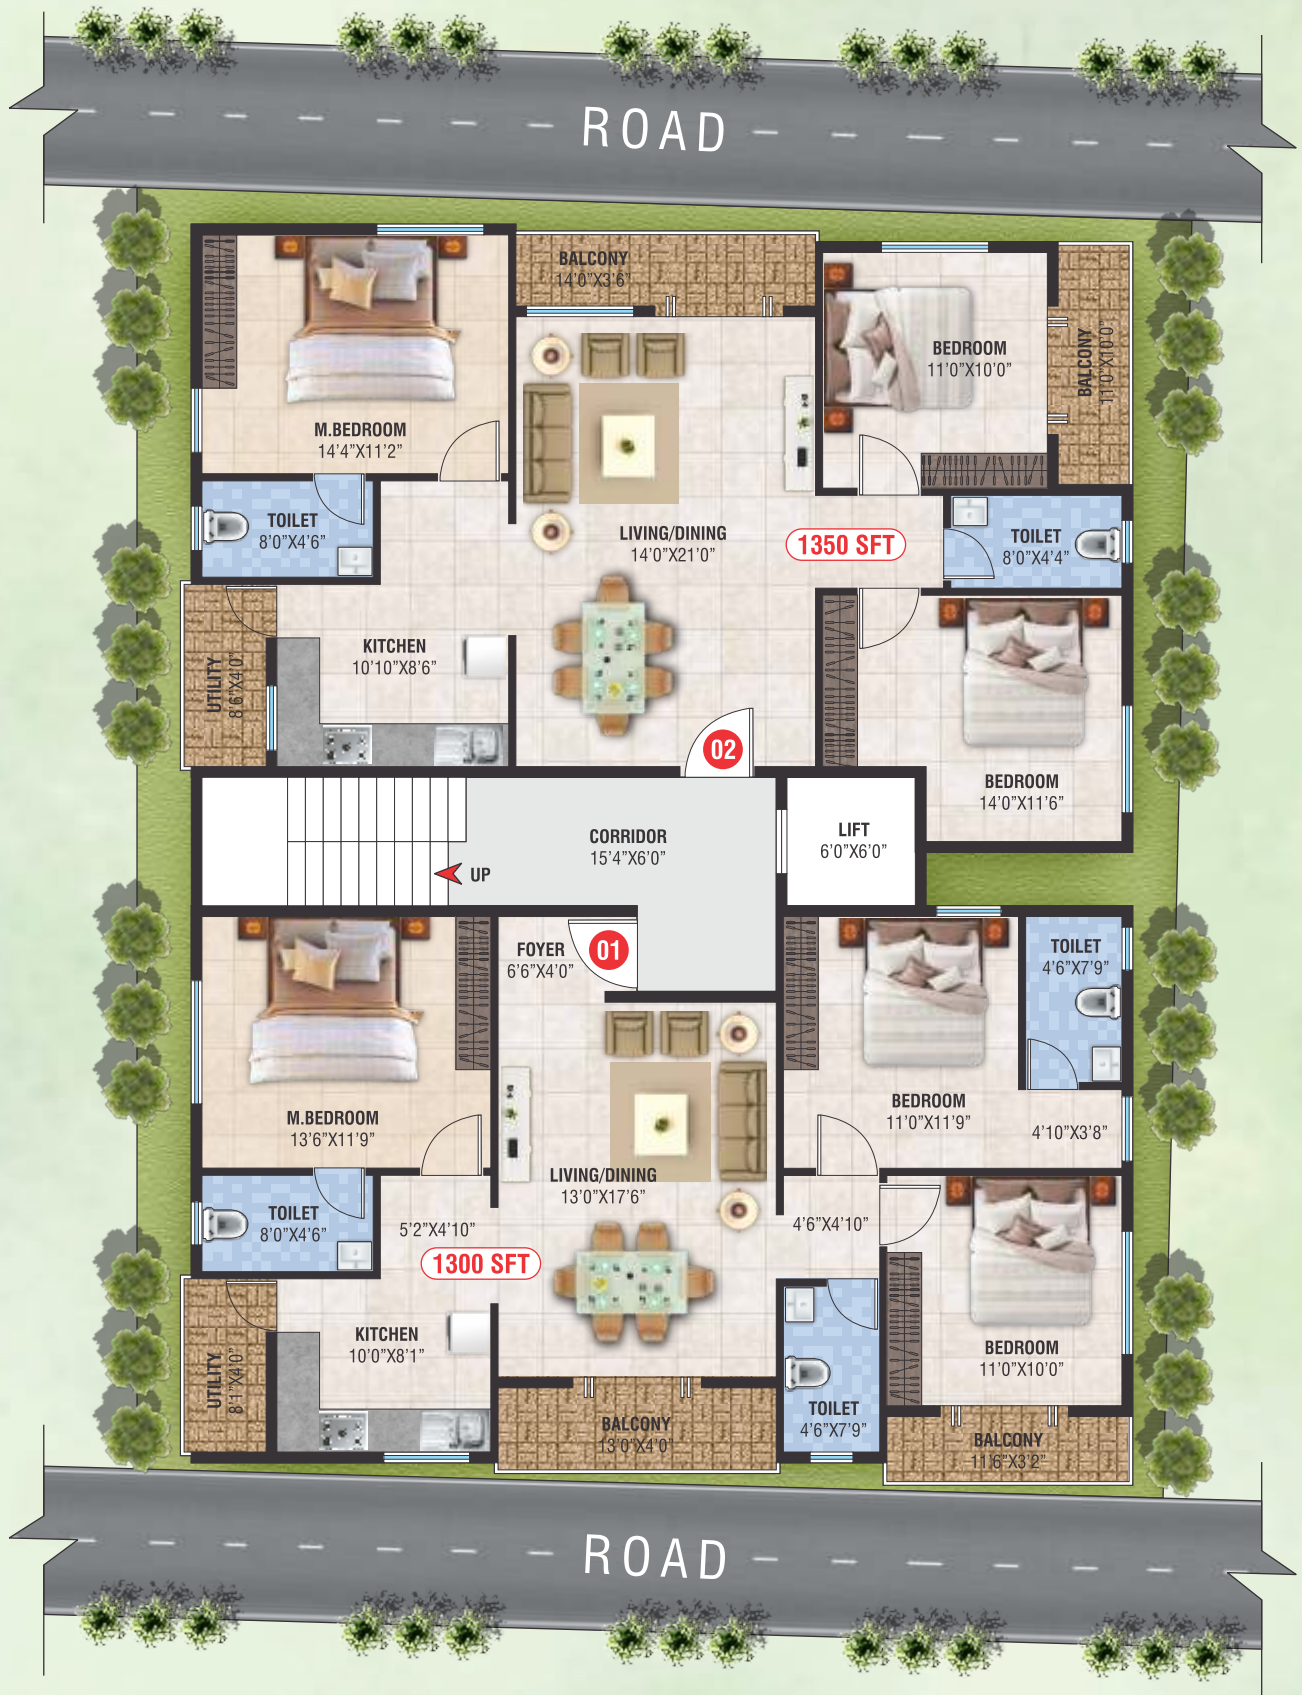 ROAD
BALCONY
14'0"X3'6"
BEDROOM
11'0"X10'0"
BALCONY
11'0"X10'0"
M.BEDROOM
14'4"X11'2"
TOILET
8'0"X4'6"
LIVING/DINING
14'0"X21'0"
1350 SFT
TOILET
8'0"X4'4"
KITCHEN
10'10"X8'6"
UTILITY
8'6"X4'0"
02
BEDROOM
14'0"X11'6"
CORRIDOR
15'4"X6'0"
LIFT
6'0"X6'0"
UP
FOYER
6'6"X4'0"
01
TOILET
4'6"X7'9"
M.BEDROOM
13'6"X11'9"
BEDROOM
11'0"X11'9"
4'10"X3'8"
LIVING/DINING
13'0"X17'6"
TOILET
8'0"X4'6"
5'2"X4'10"
4'6"X4'10"
1300 SFT
KITCHEN
10'0"X8'1"
UTILITY
8'1"X4'0"
BEDROOM
11'0"X10'0"
TOILET
4'6"X7'9"
BALCONY
13'0"X4'0"
BALCONY
11'6"X3'2"
ROAD